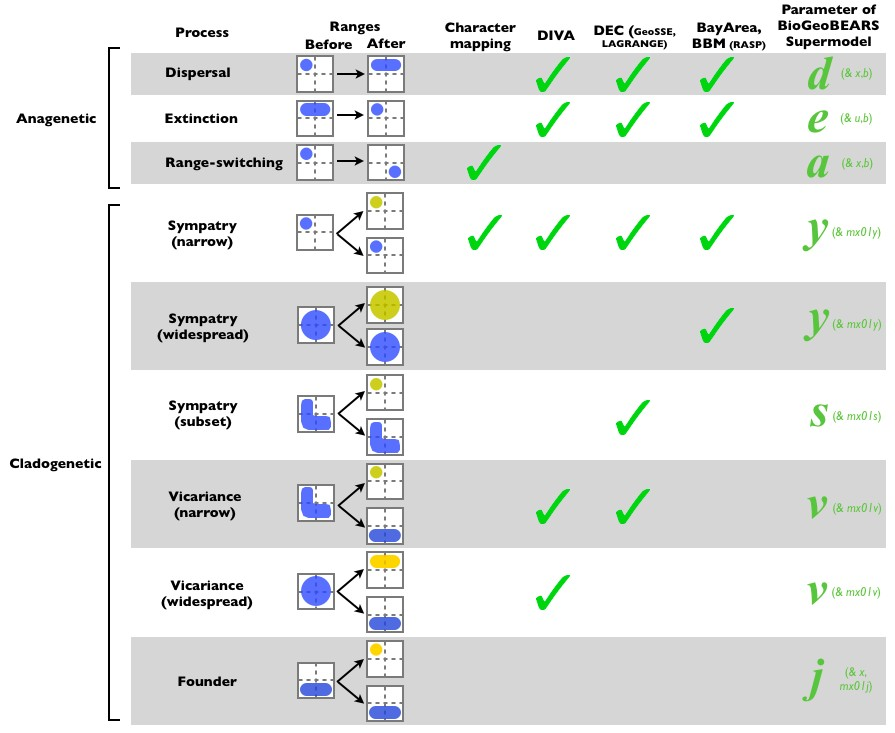 Process
Ranges
Before After
Character
mapping
DIVA
DEC (GeoSSE,
LAGRANGE)
BayArea,
BBM (RASP)
Parameter of
BioGeoBEARS
Supermodel
Anagenetic
Dispersal
d (& x,b)
Extinction
e (& u,b)
Range-switching
a (& x,b)
Cladogenetic
Sympatry
(narrow)
y (& mx01y)
Sympatry
(widespread)
y (& mx01y)
Sympatry
(subset)
s (& mx01s)
Vicariance
(narrow)
v (& mx01v)
Vicariance
(widespread)
v (& mx01v)
Founder
j (& x,
mx01j)